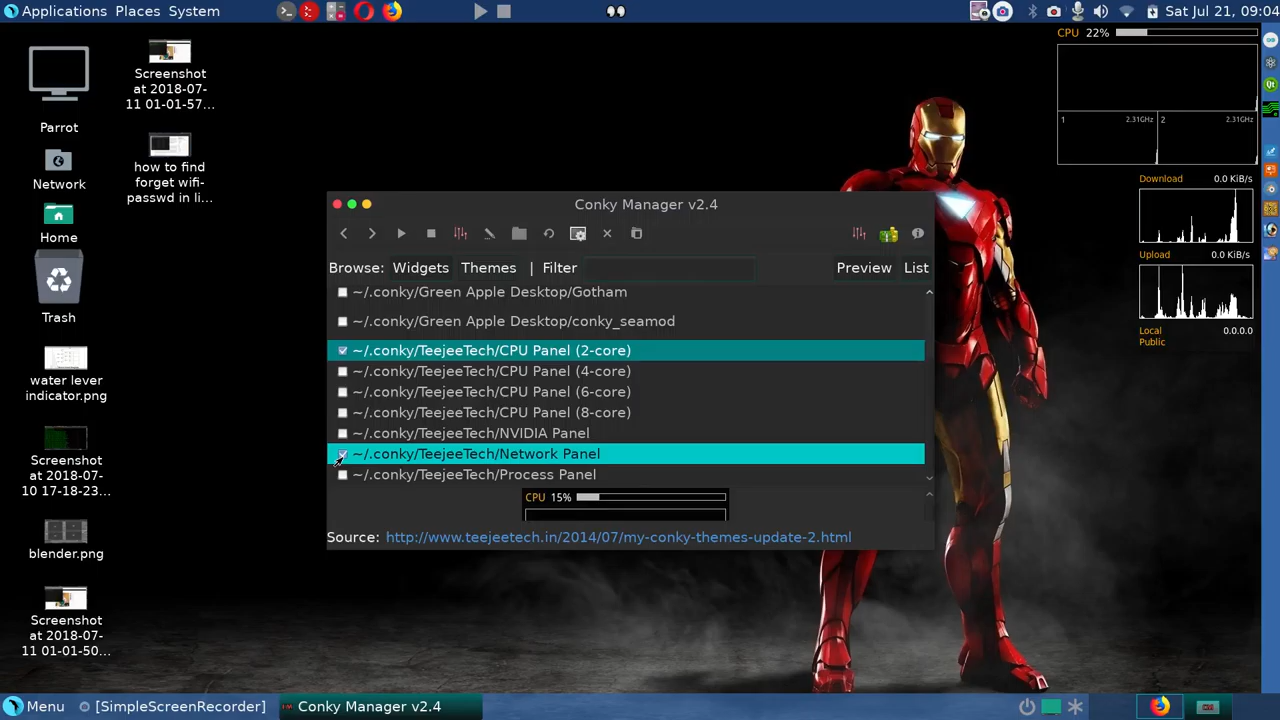 Applications Places System
Sat Jul 21, 09:04
Parrot
Network
Home
Trash
water lever
indicator.png
Screenshot
at 2018-07-
10 17-18-23...
blender.png
Screenshot
at 2018-07-
11 01-01-50...
Screenshot
at 2018-07-
11 01-01-57...
how to find
forget wifi-
passwd in li...
Conky Manager v2.4
Browse: Widgets Themes | Filter Preview List
~/.conky/Green Apple Desktop/Gotham
~/.conky/Green Apple Desktop/conky_seamod
~/.conky/TeejeeTech/CPU Panel (2-core)
~/.conky/TeejeeTech/CPU Panel (4-core)
~/.conky/TeejeeTech/CPU Panel (6-core)
~/.conky/TeejeeTech/CPU Panel (8-core)
~/.conky/TeejeeTech/NVIDIA Panel
~/.conky/TeejeeTech/Network Panel
~/.conky/TeejeeTech/Process Panel
CPU 15%
Source: http://www.teejeetech.in/2014/07/my-conky-themes-update-2.html
CPU 22%
1 2.31GHz 2 2.31GHz
Download 0.0 KiB/s
Upload 0.0 KiB/s
Local 0.0.0.0
Public
Menu [SimpleScreenRecorder] Conky Manager v2.4